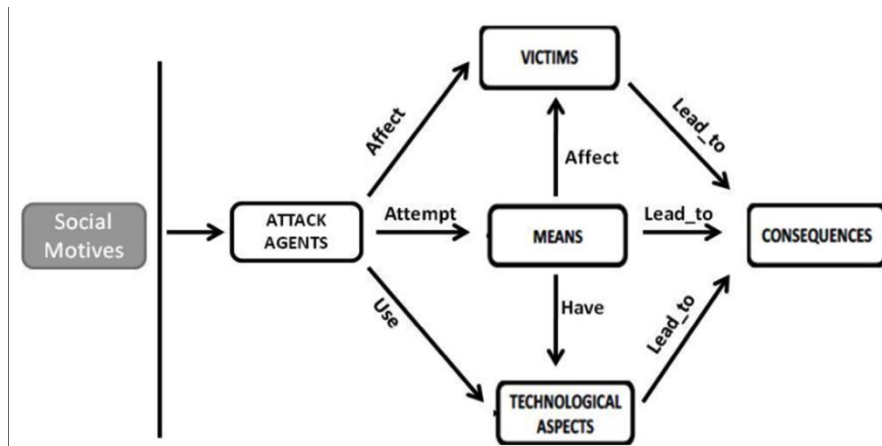 VICTIMS
Affect
Lead_to
Affect
Social
Motives
ATTACK
AGENTS
Attempt
MEANS
Lead_to
CONSEQUENCES
Use
Have
Lead_to
TECHNOLOGICAL
ASPECTS